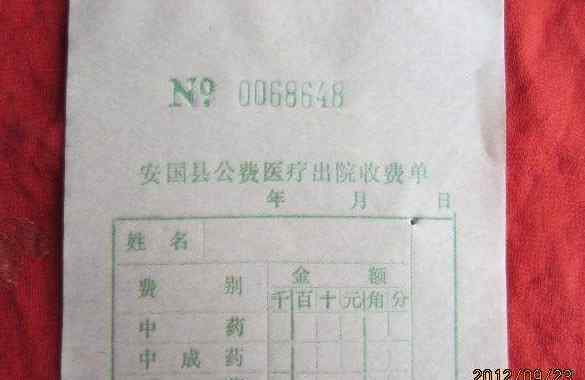 No 0068648
安国县公费医疗出院收费单
年 月 日
姓名
金额
费别
千百十元角分
中药
中成药
2012/09/23